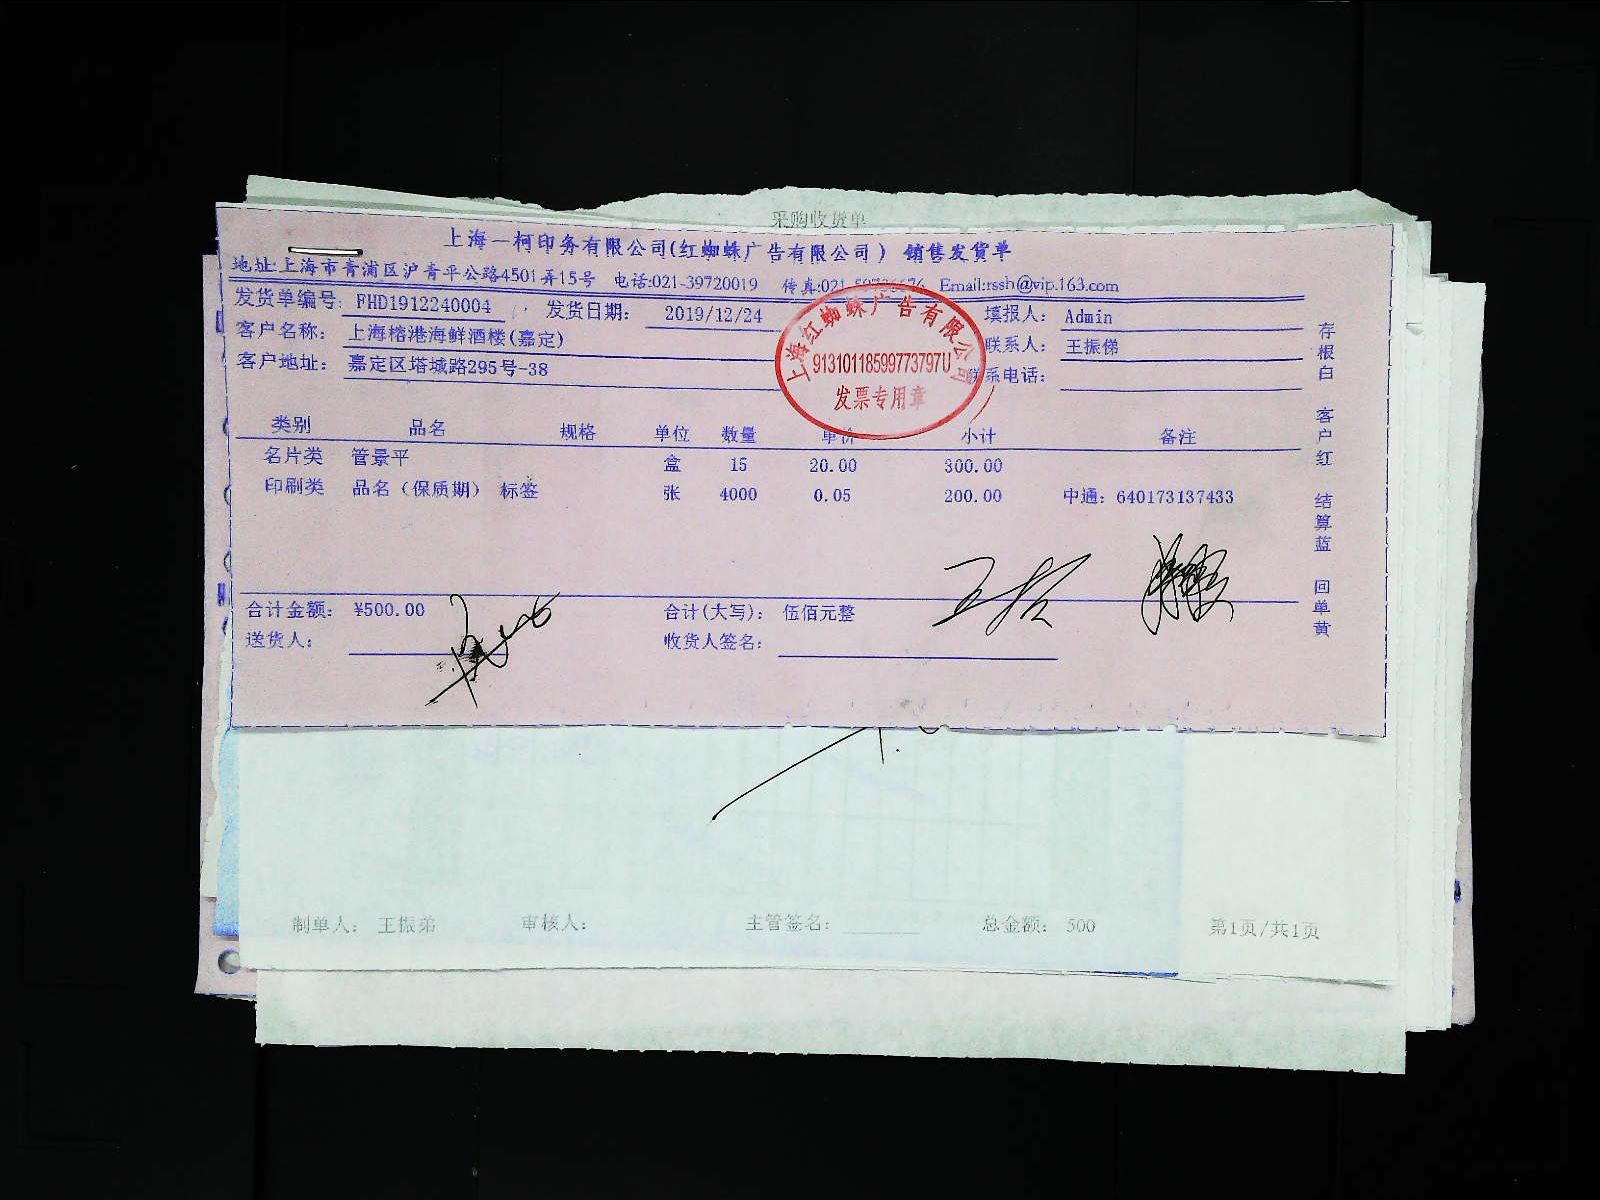 采购收货单
上海一柯印务有限公司(红蜘蛛广告有限公司) 销售发货单
地址:上海市青浦区沪青平公路4501弄15号 电话:021-39720019 传真:021- Email:rssh@vip.163.com
发货单编号: FHD1912240004 发货日期: 2019/12/24 填报人: Admin
客户名称: 上海榕港海鲜酒楼(嘉定) 联系人: 王振俤
客户地址: 嘉定区塔城路295号-38 联系电话:
上海红蜘蛛广告有限公司
91310118599773797U
发票专用章
类别 品名 规格 单位 数量 单价 小计 备注
名片类 管景平 盒 15 20.00 300.00
印刷类 品名（保质期） 标签 张 4000 0.05 200.00 中通: 640173137433
合计金额: ¥500.00 合计(大写): 伍佰元整
送货人: 收货人签名:
存根白 客户红 结算蓝 回单黄
制单人: 王振弟 审核人: 主管签名: 总金额: 500 第1页/共1页